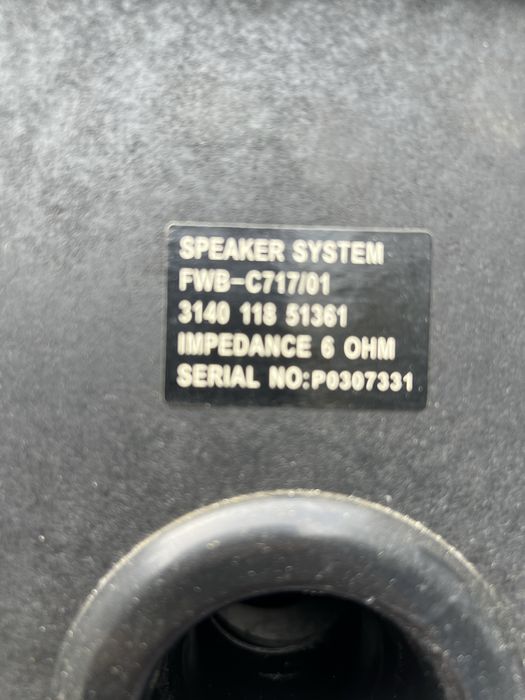 SPEAKER SYSTEM
FWB-C717/01
3140 118 51361
IMPEDANCE 6 OHM
SERIAL NO:P0307331